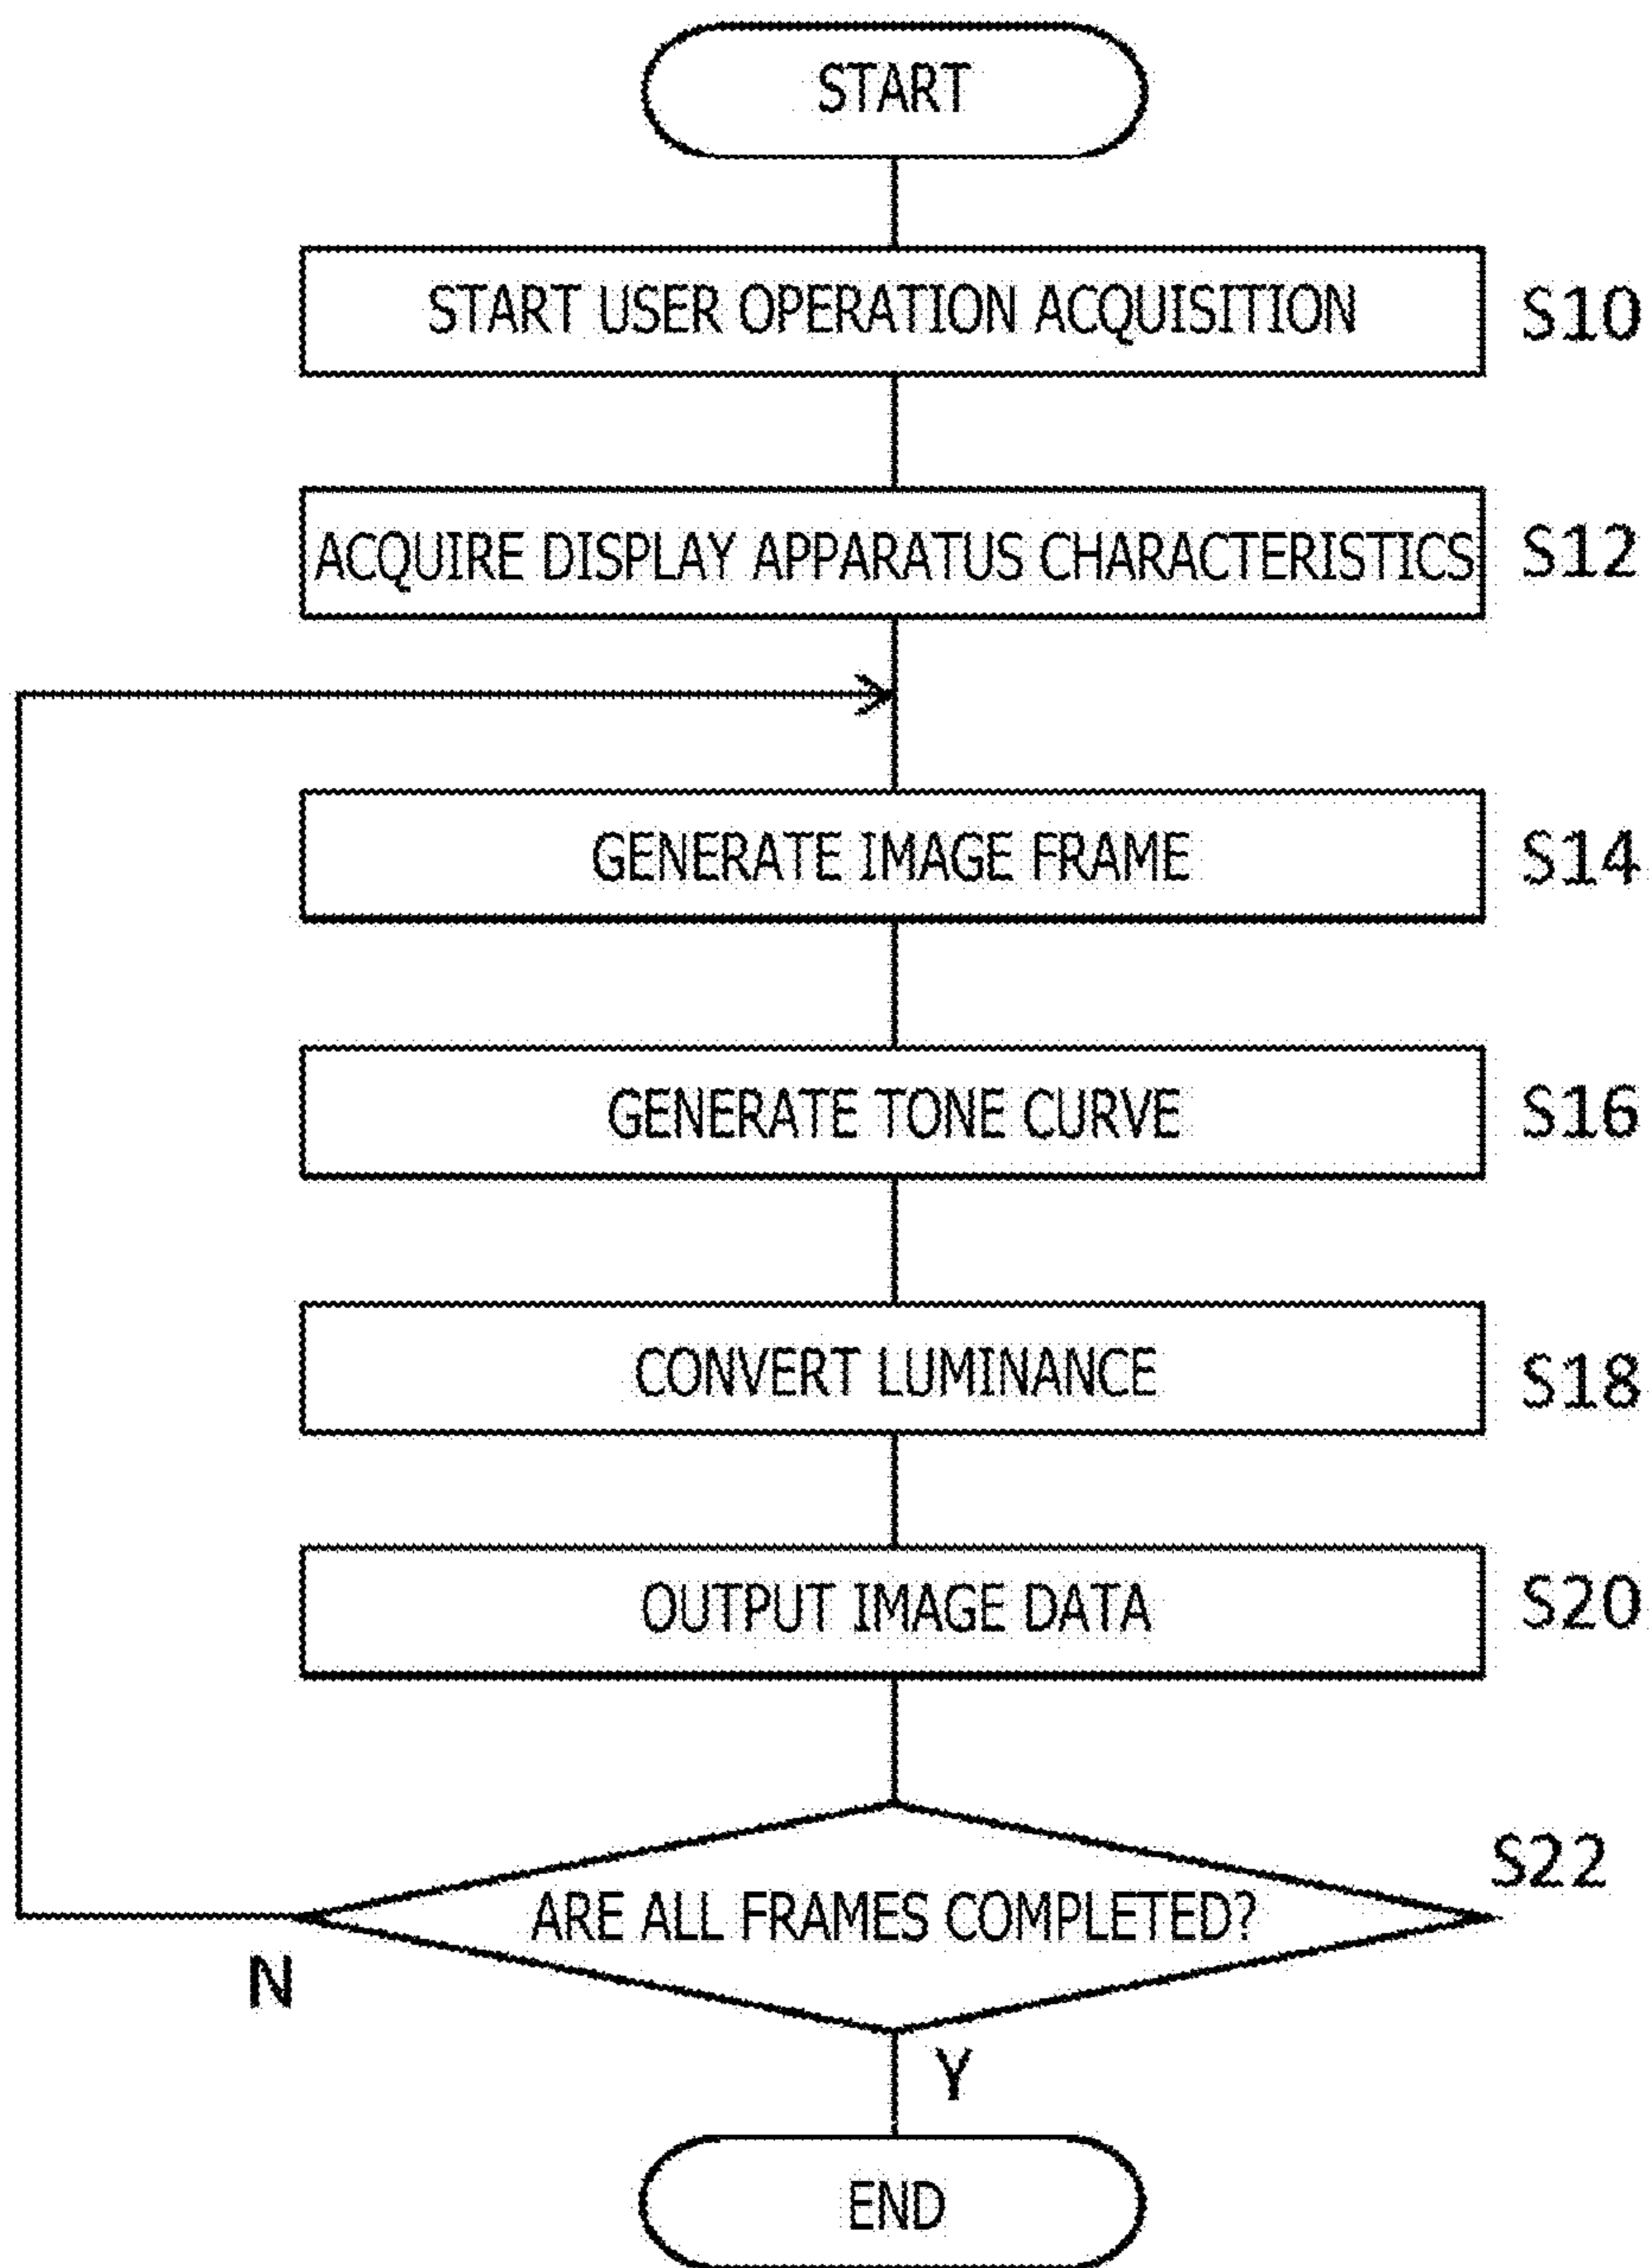 START
START USER OPERATION ACQUISITION S10
ACQUIRE DISPLAY APPARATUS CHARACTERISTICS S12
GENERATE IMAGE FRAME S14
GENERATE TONE CURVE S16
CONVERT LUMINANCE S18
OUTPUT IMAGE DATA S20
S22
ARE ALL FRAMES COMPLETED?
N
Y
END